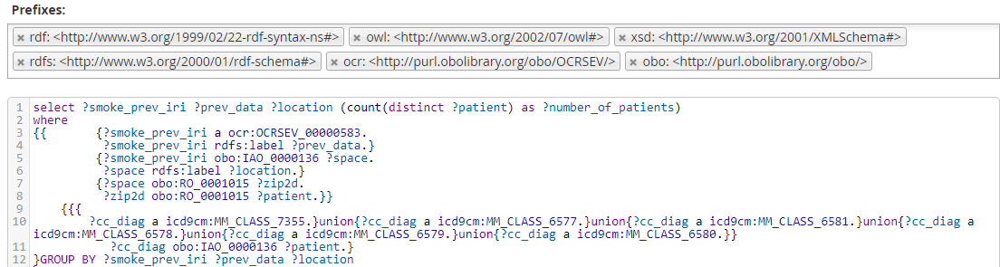 Prefixes:
× rdf: <http://www.w3.org/1999/02/22-rdf-syntax-ns#> × owl: <http://www.w3.org/2002/07/owl#> × xsd: <http://www.w3.org/2001/XMLSchema#>
× rdfs: <http://www.w3.org/2000/01/rdf-schema#> × ocr: <http://purl.obolibrary.org/obo/OCRSEV/> × obo: <http://purl.obolibrary.org/obo/>
1 select ?smoke_prev_iri ?prev_data ?location (count(distinct ?patient) as ?number_of_patients)
2 where
3 {{ {?smoke_prev_iri a ocr:OCRSEV_00000583.
4 ?smoke_prev_iri rdfs:label ?prev_data.}
5 {?smoke_prev_iri obo:IAO_0000136 ?space.
6 ?space rdfs:label ?location.}
7 {?space obo:RO_0001015 ?zip2d.
8 ?zip2d obo:RO_0001015 ?patient.}}
9 {{{
10 ?cc_diag a icd9cm:MM_CLASS_7355.}union{?cc_diag a icd9cm:MM_CLASS_6577.}union{?cc_diag a icd9cm:MM_CLASS_6581.}union{?cc_diag a
icd9cm:MM_CLASS_6578.}union{?cc_diag a icd9cm:MM_CLASS_6579.}union{?cc_diag a icd9cm:MM_CLASS_6580.}}
11 ?cc_diag obo:IAO_0000136 ?patient.}
12 }GROUP BY ?smoke_prev_iri ?prev_data ?location